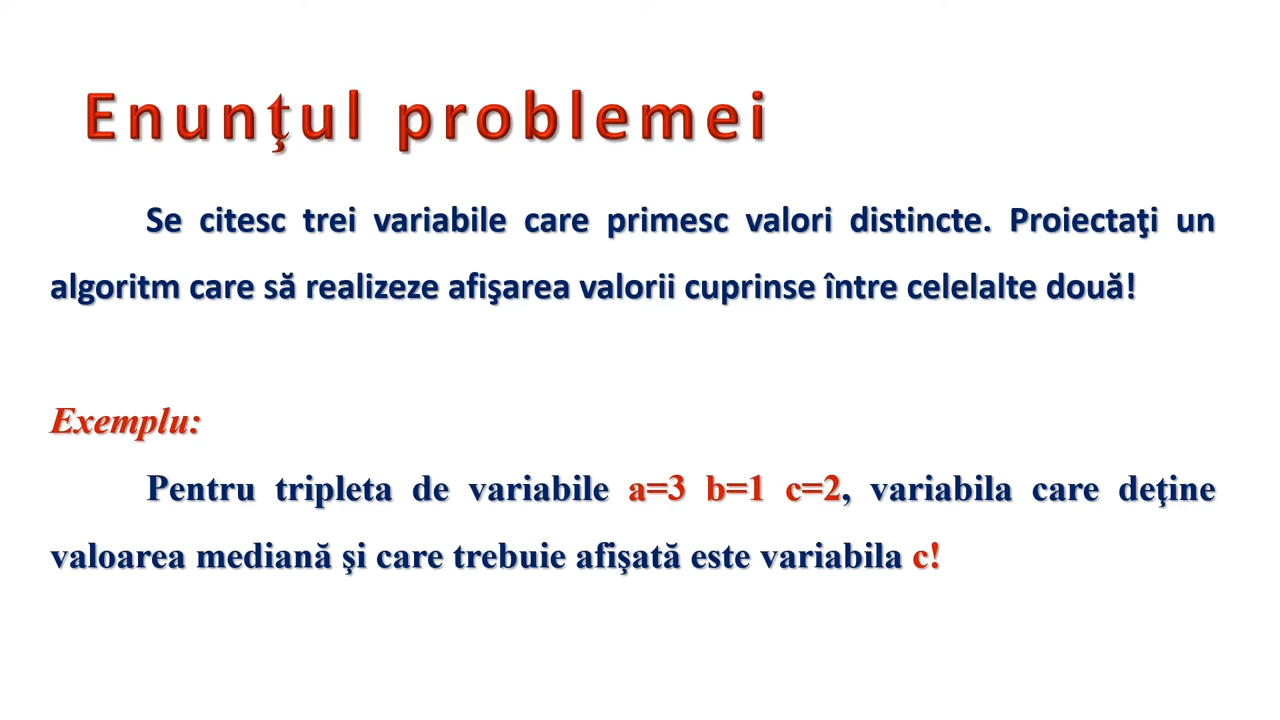 Enunţul problemei
Se citesc trei variabile care primesc valori distincte. Proiectaţi un
algoritm care să realizeze afişarea valorii cuprinse între celelalte două!
Exemplu:
Pentru tripleta de variabile a=3 b=1 c=2, variabila care deţine
valoarea mediană şi care trebuie afişată este variabila c!